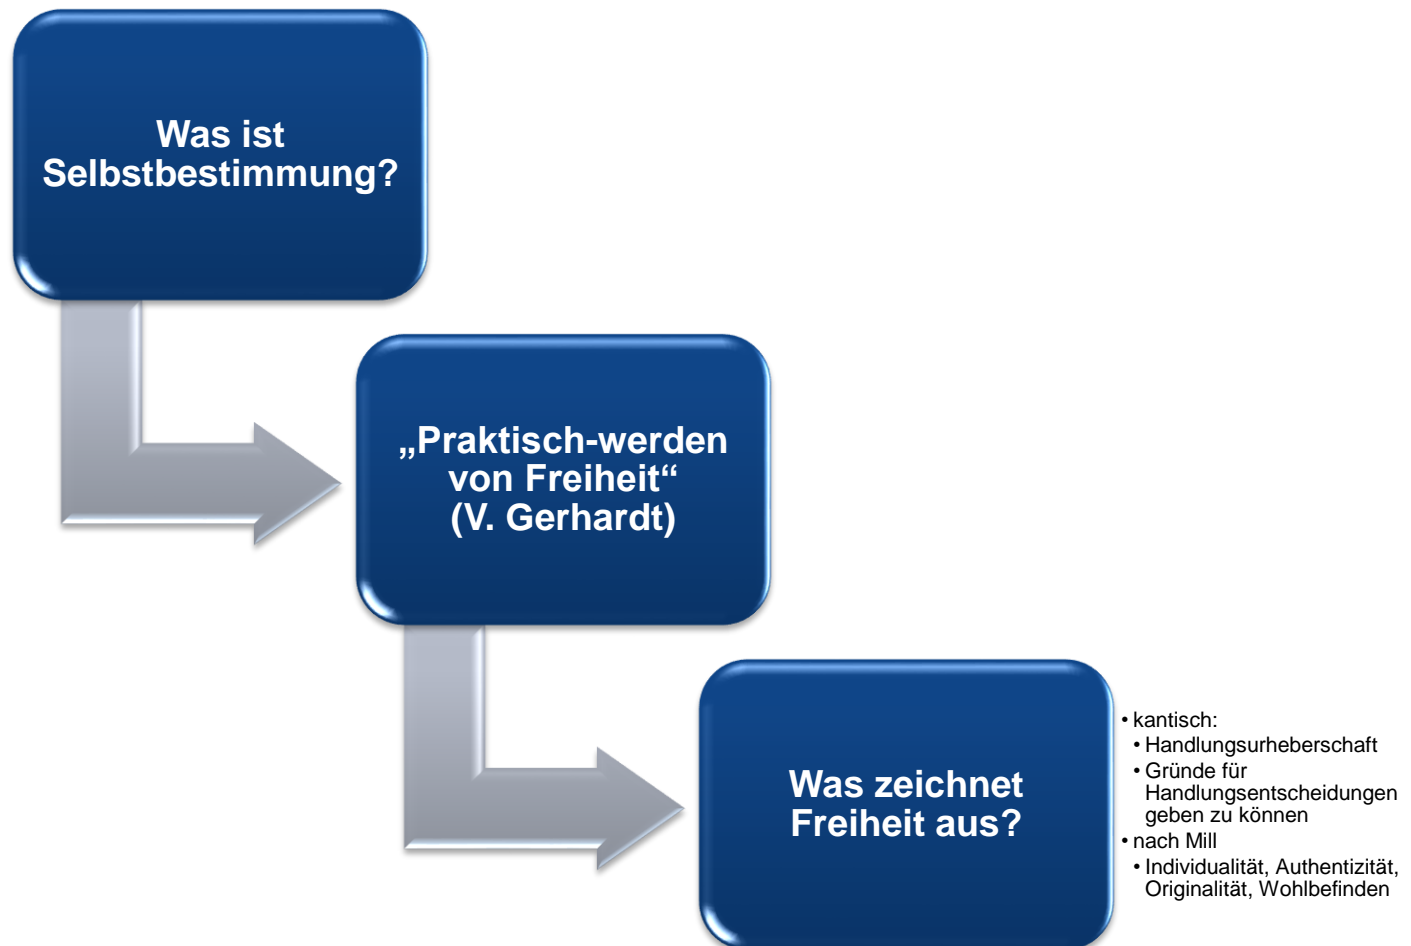 Was ist
Selbstbestimmung?
„Praktisch-werden
von Freiheit“
(V. Gerhardt)
Was zeichnet
Freiheit aus?
• kantisch:
• Handlungsurheberschaft
• Gründe für
Handlungsentscheidungen
geben zu können
• nach Mill
• Individualität, Authentizität,
Originalität, Wohlbefinden